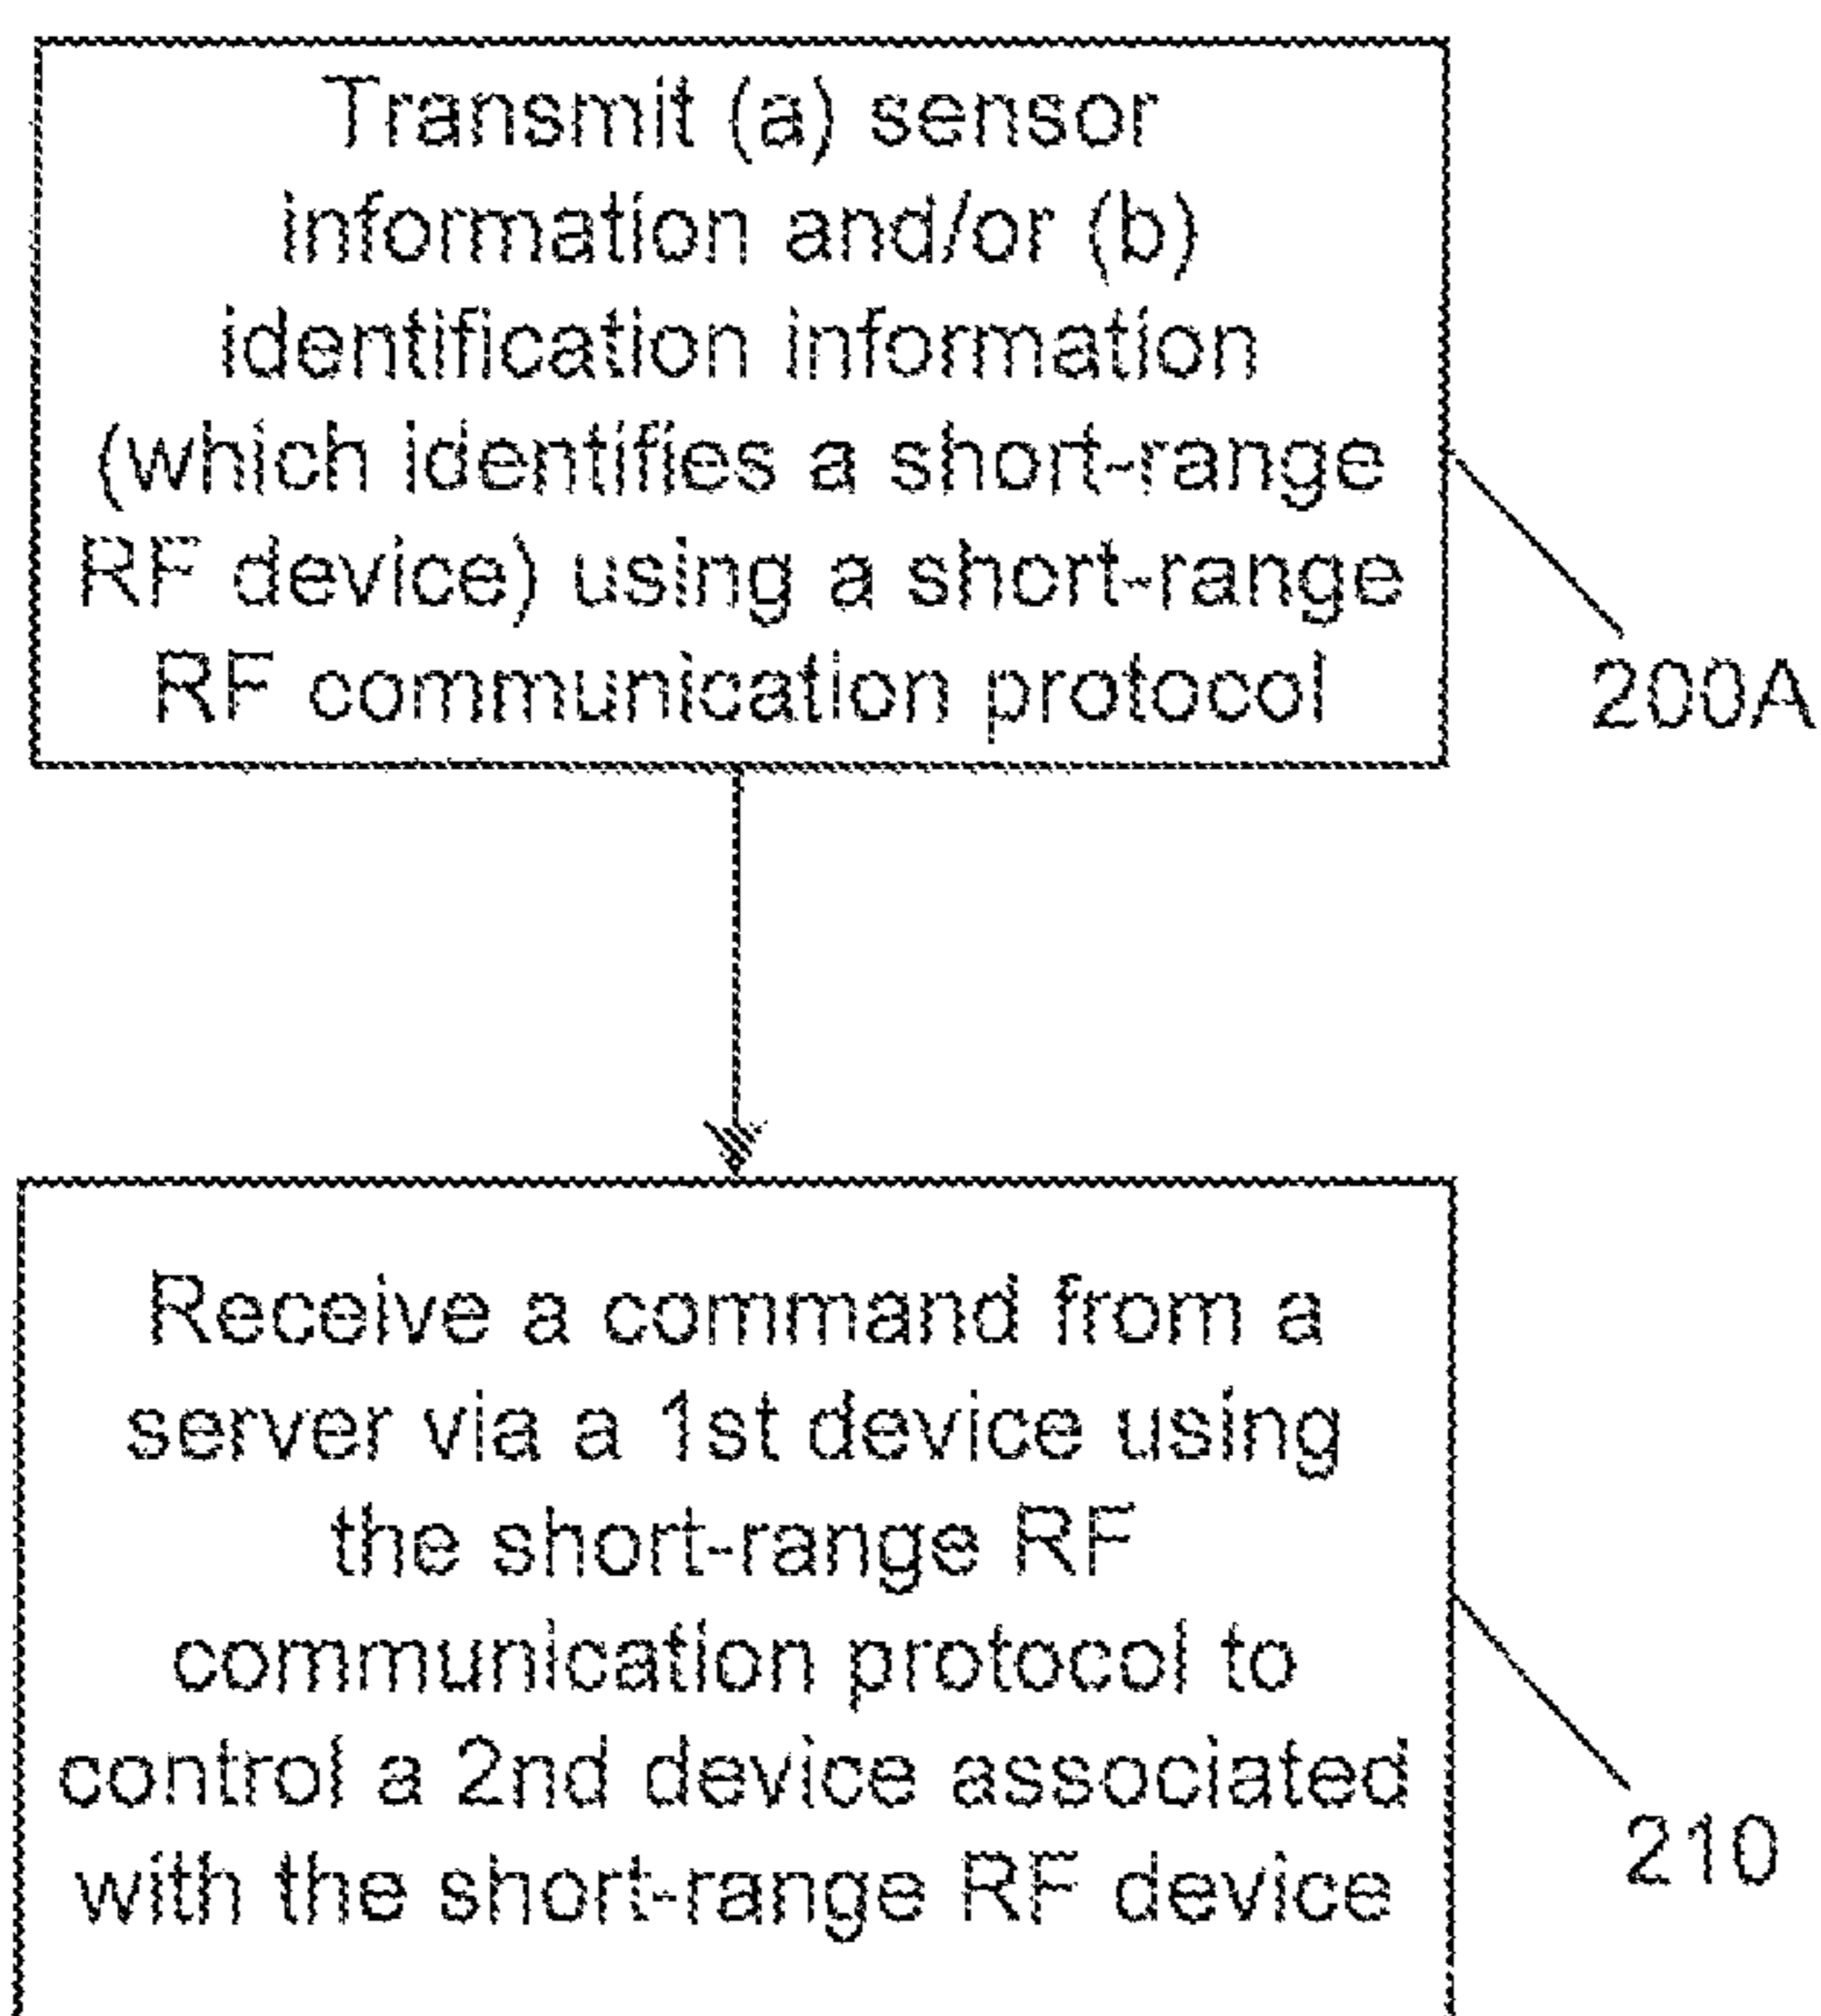 Transmit (a) sensor
information and/or (b)
identification information
(which identifies a short-range
RF device) using a short-range
RF communication protocol
200A
Receive a command from a
server via a 1st device using
the short-range RF
communication protocol to
control a 2nd device associated
with the short-range RF device
210